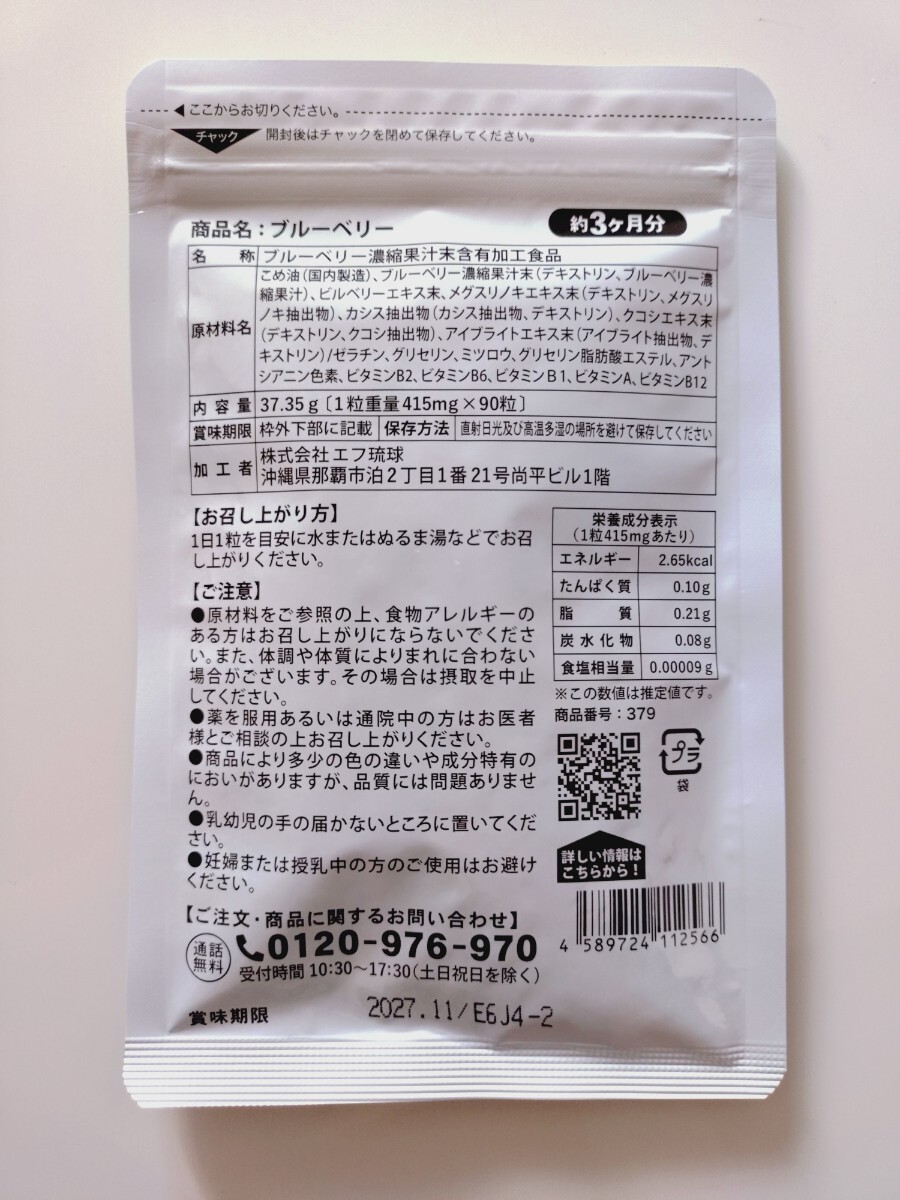 ◀ここからお切りください。
チャック 開封後はチャックを閉めて保存してください。
商品名：ブルーベリー
約3ヶ月分
名称 ブルーベリー濃縮果汁末含有加工食品
原材料名
こめ油（国内製造）、ブルーベリー濃縮果汁末（デキストリン、ブルーベリー濃
縮果汁）、ビルベリーエキス末、メグスリノキエキス末（デキストリン、メグスリ
ノキ抽出物）、カシス抽出物（カシス抽出物、デキストリン）、クコシエキス末
（デキストリン、クコシ抽出物）、アイブライトエキス末（アイブライト抽出物、デ
キストリン）/ゼラチン、グリセリン、ミツロウ、グリセリン脂肪酸エステル、アント
シアニン色素、ビタミンB2、ビタミンB6、ビタミンB1、ビタミンA、ビタミンB12
内容量 37.35g〔1粒重量415mg×90粒〕
賞味期限 枠外下部に記載 保存方法 直射日光及び高温多湿の場所を避けて保存してください
加工者
株式会社エフ琉球
沖縄県那覇市泊2丁目1番21号尚平ビル1階
【お召し上がり方】
1日1粒を目安に水またはぬるま湯などでお召
し上がりください。
【ご注意】
●原材料をご参照の上、食物アレルギーの
ある方はお召し上がりにならないでくださ
い。また、体調や体質によりまれに合わない
場合がございます。その場合は摂取を中止
してください。
●薬を服用あるいは通院中の方はお医者
様とご相談の上お召し上がりください。
●商品により多少の色の違いや成分特有の
においがありますが、品質には問題ありませ
ん。
●乳幼児の手の届かないところに置いてくだ
さい。
●妊婦または授乳中の方のご使用はお避け
ください。
栄養成分表示
（1粒415mgあたり）
エネルギー 2.65kcal
たんぱく質 0.10g
脂質 0.21g
炭水化物 0.08g
食塩相当量 0.00009g
※この数値は推定値です。
商品番号：379
プラ
袋
詳しい情報は
こちらから！
4 589724 112566
【ご注文・商品に関するお問い合わせ】
通話
無料
0120-976-970
受付時間 10:30〜17:30（土日祝日を除く）
賞味期限 2027.11/E6J4-2